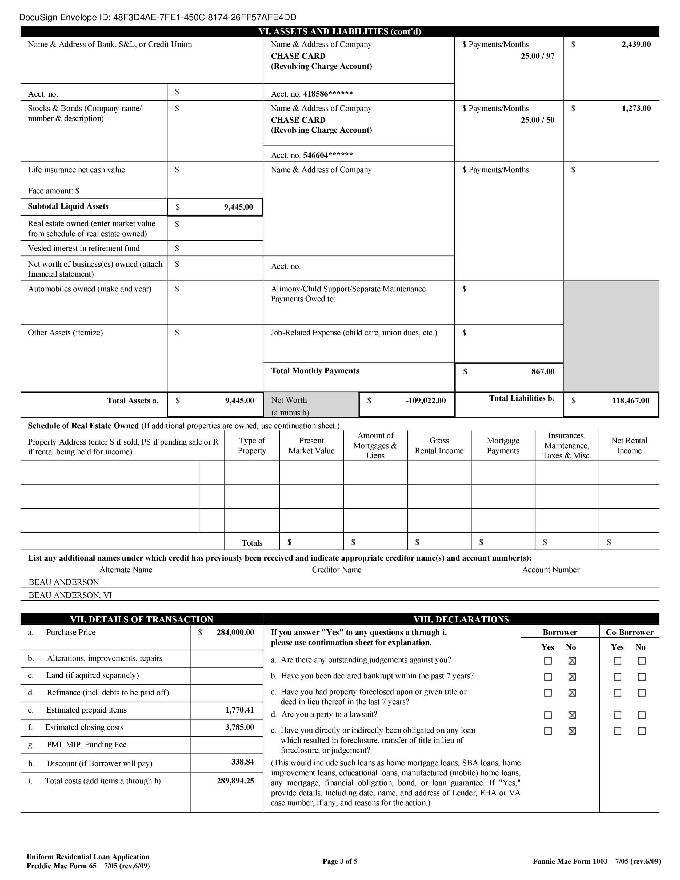 DocuSign Envelope ID: 48F3D4AE-7FE1-450C-8174-26FF57AFE4DD
VI. ASSETS AND LIABILITIES (cont'd)
Name & Address of Bank, S&L, or Credit Union
Acct. no.
$
Name & Address of Company
CHASE CARD
(Revolving Charge Account)
Acct. no. 418586******
$ Payments/Months
25.00 / 97
$ 2,439.00
Stocks & Bonds (Company name/
number & description)
$
Name & Address of Company
CHASE CARD
(Revolving Charge Account)
Acct. no. 546604******
$ Payments/Months
25.00 / 50
$ 1,273.00
Life insurance net cash value
Face amount: $
$
Name & Address of Company
$ Payments/Months
$
Subtotal Liquid Assets $ 9,445.00
Real estate owned (enter market value
from schedule of real estate owned)
$
Vested interest in retirement fund $
Net worth of business(es) owned (attach
financial statement)
$
Acct. no.
Automobiles owned (make and year) $
Alimony/Child Support/Separate Maintenance
Payments Owed to:
$
Other Assets (itemize) $
Job-Related Expense (child care, union dues, etc.) $
Total Monthly Payments $ 867.00
Total Assets a. $ 9,445.00
Net Worth
(a minus b)
$ -109,022.00
Total Liabilities b. $ 118,467.00
Schedule of Real Estate Owned (If additional properties are owned, use continuation sheet.)
Property Address (enter S if sold, PS if pending sale or R
if rental being held for income)
Type of
Property
Present
Market Value
Amount of
Mortgages &
Liens
Gross
Rental Income
Mortgage
Payments
Insurances,
Maintenance,
Taxes & Misc.
Net Rental
Income
Totals $ $ $ $ $ $
List any additional names under which credit has previously been received and indicate appropriate creditor name(s) and account number(s):
Alternate Name Creditor Name Account Number
BEAU ANDERSON
BEAU ANDERSON, VI
VII. DETAILS OF TRANSACTION
a. Purchase Price $ 284,000.00
b. Alterations, improvements, repairs
c. Land (if aquired separately)
d. Refinance (incl. debts to be paid off)
e. Estimated prepaid items 1,770.41
f. Estimated closing costs 3,785.00
g. PMI, MIP, Funding Fee
h. Discount (if Borrower will pay) 338.84
i. Total costs (add items a through h) 289,894.25
VIII. DECLARATIONS
If you answer "Yes" to any questions a through i,
please use continuation sheet for explanation.
Borrower Co-Borrower
Yes No Yes No
a. Are there any outstanding judgements against you? ☐ ☒ ☐ ☐
b. Have you been declared bankrupt within the past 7 years? ☐ ☒ ☐ ☐
c. Have you had property foreclosed upon or given title or ☐ ☒ ☐ ☐
deed in lieu thereof in the last 7 years?
d. Are you a party to a lawsuit? ☐ ☒ ☐ ☐
e. Have you directly or indirectly been obligated on any loan ☐ ☒ ☐ ☐
which resulted in foreclosure, transfer of title in lieu of
foreclosure, or judgement?
(This would include such loans as home mortgage loans, SBA loans, home
improvement loans, educational loans, manufactured (mobile) home loans,
any mortgage, financial obligation, bond, or loan guarantee. If "Yes,"
provide details, including date, name, and address of Lender, FHA or VA
case number, if any, and reasons for the action.)
Uniform Residential Loan Application
Freddie Mac Form 65 7/05 (rev.6/09)
Page 3 of 5
Fannie Mae Form 1003 7/05 (rev.6/09)